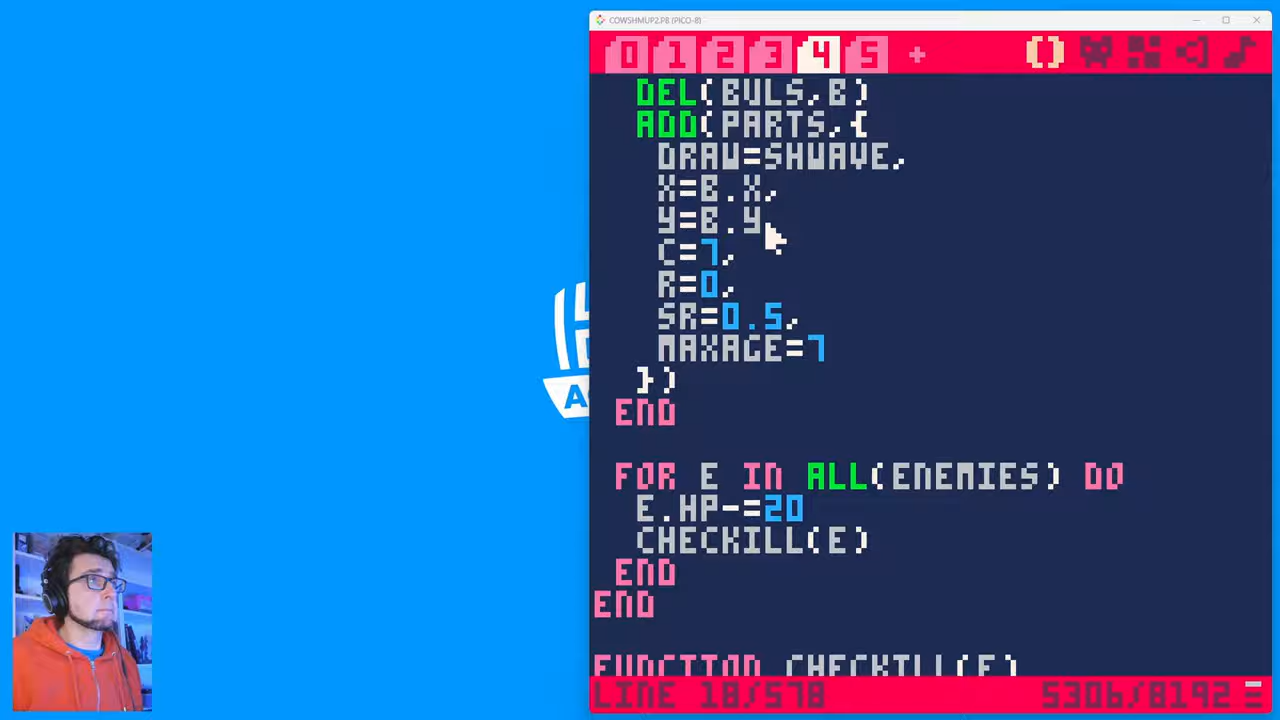 COWSHMUP2.P8 (PICO-8)
0 1 2 3 4 5 +
DEL(BULS,B)
ADD(PARTS,{
DRAW=SHWAVE,
X=B.X,
Y=B.Y,
C=7,
R=0,
SR=0.5,
MAXAGE=7
})
END
FOR E IN ALL(ENEMIES) DO
E.HP-=20
CHECKILL(E)
END
END
FUNCTION CHECKILL(E)
LINE 18/578
5306/8192